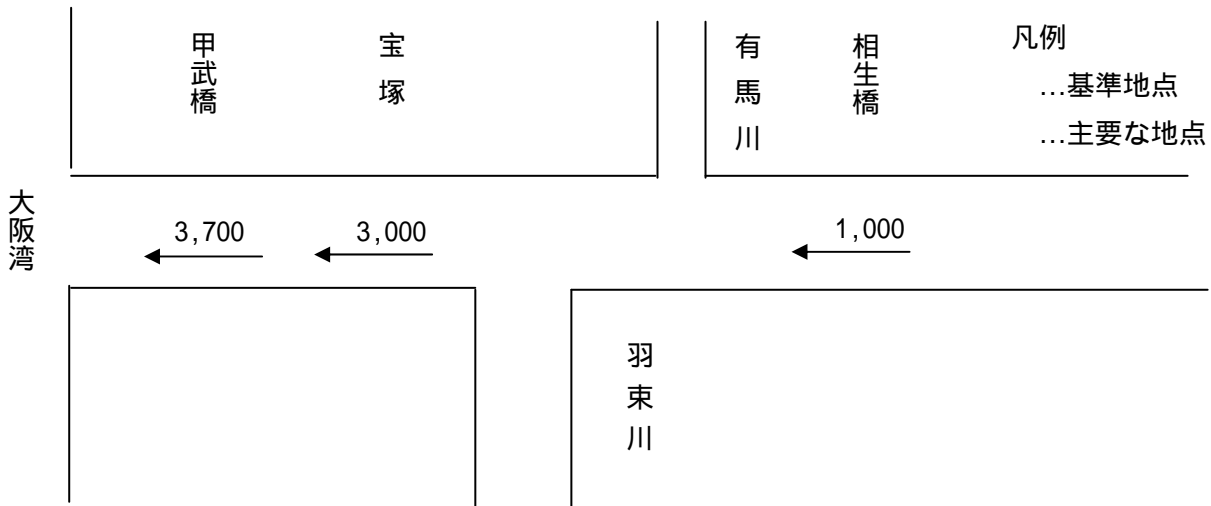 甲武橋
宝塚
有馬川
相生橋
凡例
…基準地点
…主要な地点
大阪湾
3,700
3,000
1,000
羽束川